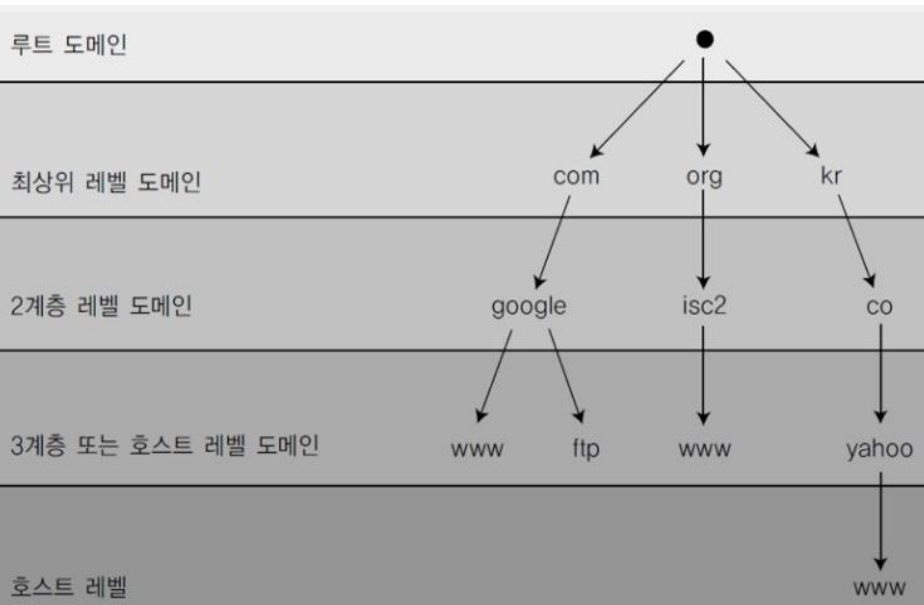 루트 도메인
최상위 레벨 도메인 com org kr
2계층 레벨 도메인 google isc2 co
3계층 또는 호스트 레벨 도메인 www ftp www yahoo
호스트 레벨 www